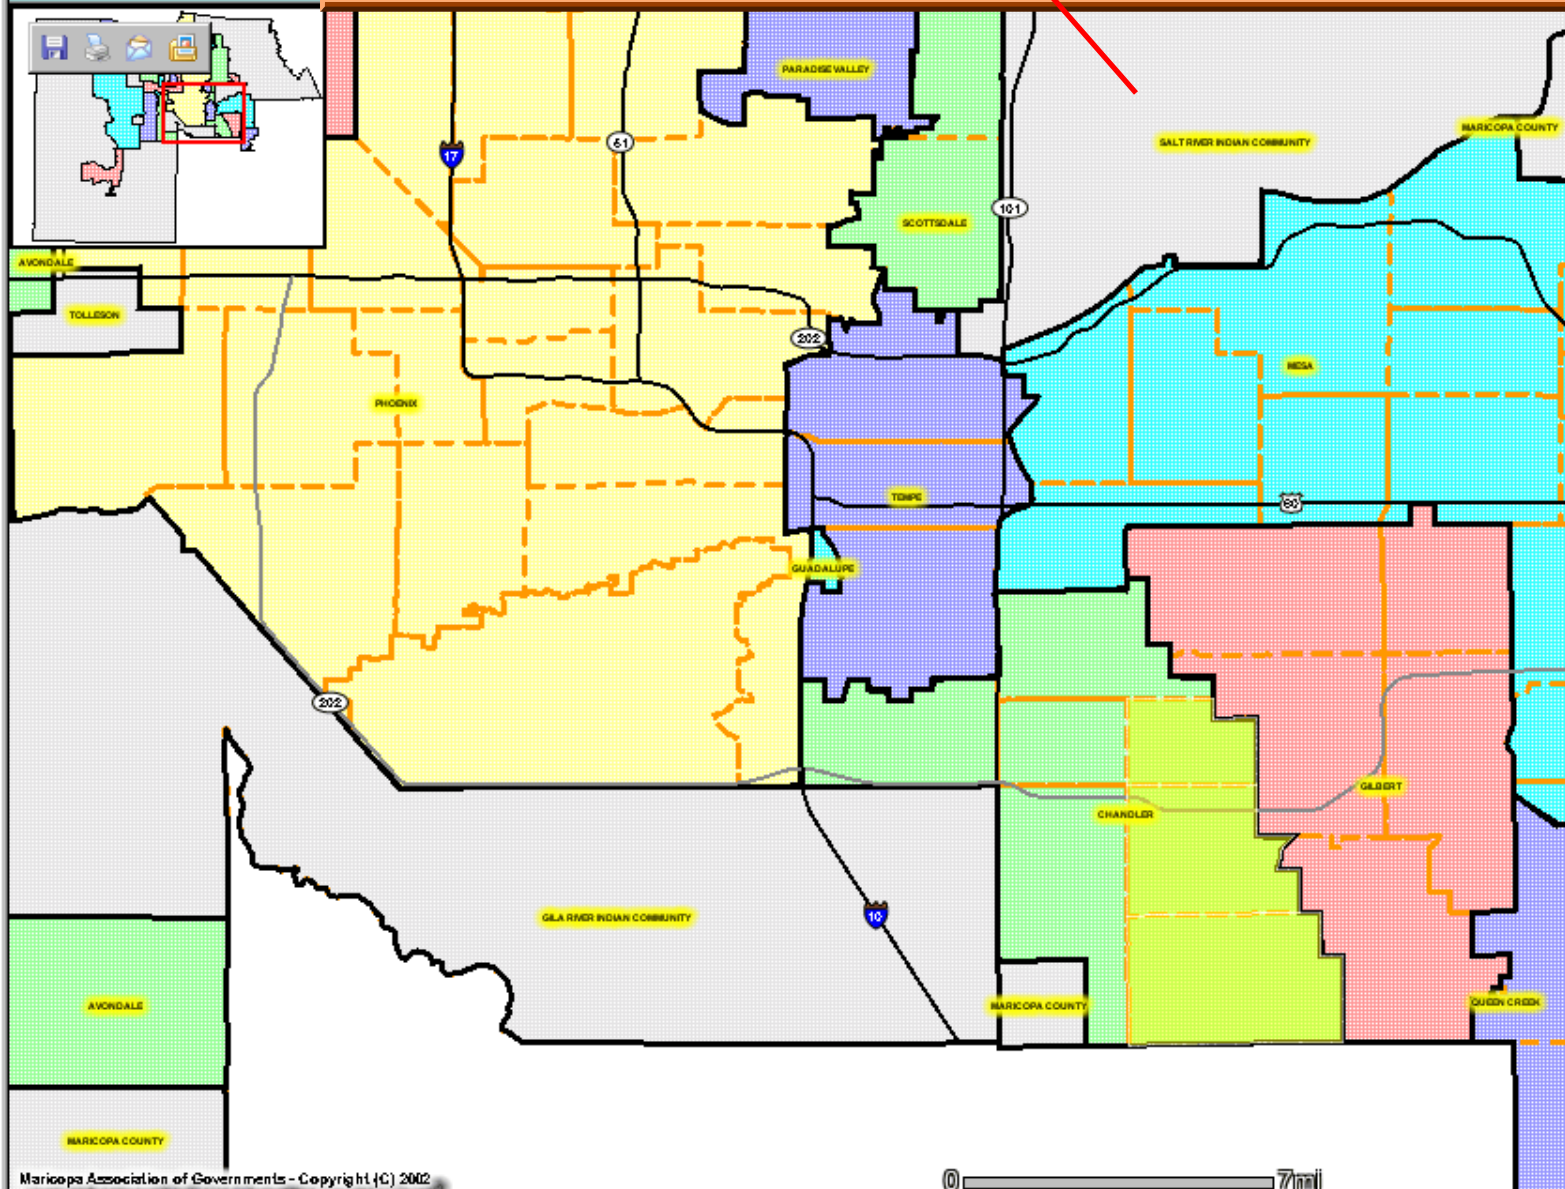 PARADISE VALLEY
MARICOPA COUNTY
SALT RIVER INDIAN COMMUNITY
17
51
101
SCOTTSDALE
AVONDALE
TOLLESON
202
MESA
PHOENIX
TEMPE
60
GUADALUPE
202
GILBERT
CHANDLER
GILA RIVER INDIAN COMMUNITY
10
AVONDALE
MARICOPA COUNTY
QUEEN CREEK
MARICOPA COUNTY
Maricopa Association of Governments - Copyright (C) 2002
0 7mi